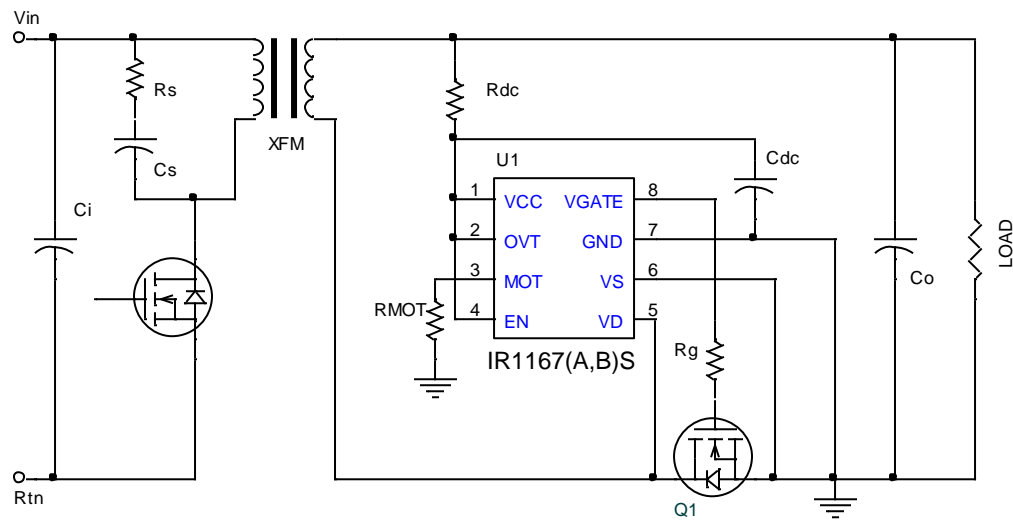 Vin
Rs
Cs
XFM
Rdc
Cdc
U1
Ci
1 VCC VGATE 8
2 OVT GND 7
3 MOT VS 6
4 EN VD 5
RMOT
IR1167(A,B)S
Rg
Co
LOAD
Rtn
Q1